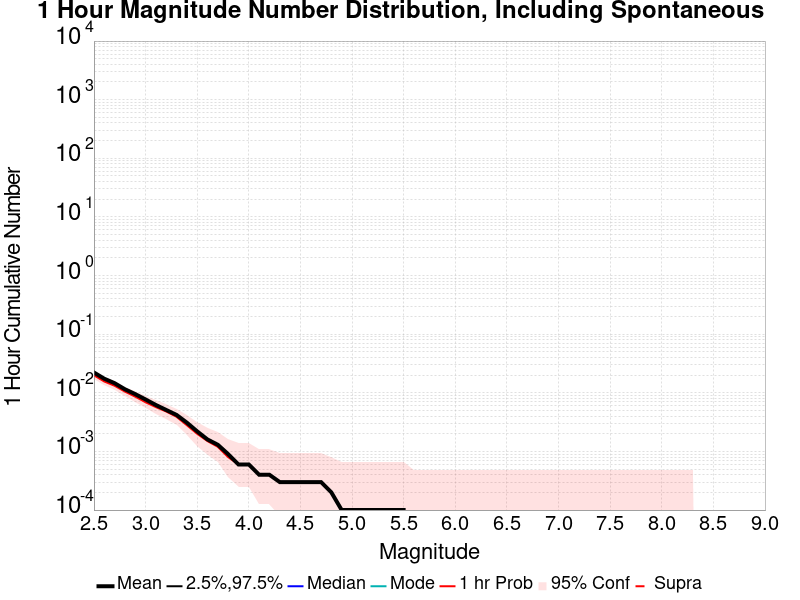 1 Hour Magnitude Number Distribution, Including Spontaneous
10 4
10 3
10 2
10 1
10 0
10 -1
10 -2
10 -3
10 -4
1 Hour Cumulative Number
2.5 3.0 3.5 4.0 4.5 5.0 5.5 6.0 6.5 7.0 7.5 8.0 8.5 9.0
Magnitude
Mean 2.5%,97.5% Median Mode 1 hr Prob 95% Conf Supra